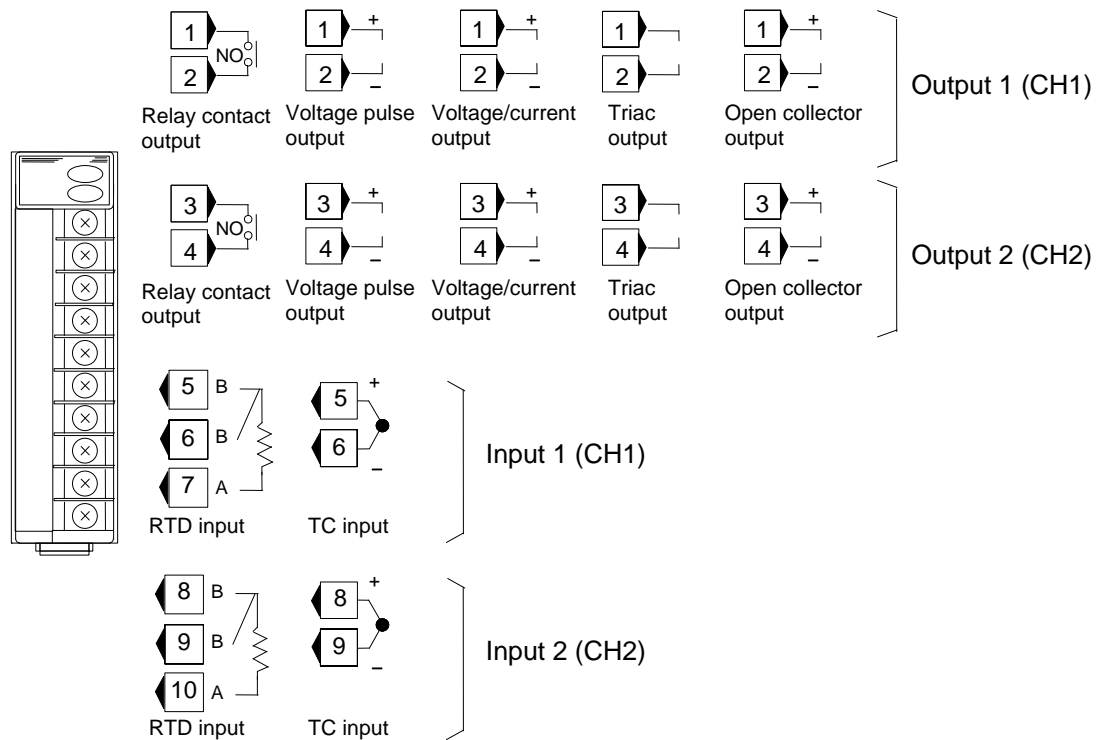 1 + 1 + 1 1 + 1
NO
2 2 – 2 – 2 2 –
Relay contact output
Voltage pulse output
Voltage/current output
Triac output
Open collector output
Output 1 (CH1)
3 + 3 + 3 3 + 3
NO
4 4 – 4 – 4 4 –
Relay contact output
Voltage pulse output
Voltage/current output
Triac output
Open collector output
Output 2 (CH2)
5 B
6 B
7 A
RTD input
5 +
6 –
TC input
Input 1 (CH1)
8 B
9 B
10 A
RTD input
8 +
9 –
TC input
Input 2 (CH2)